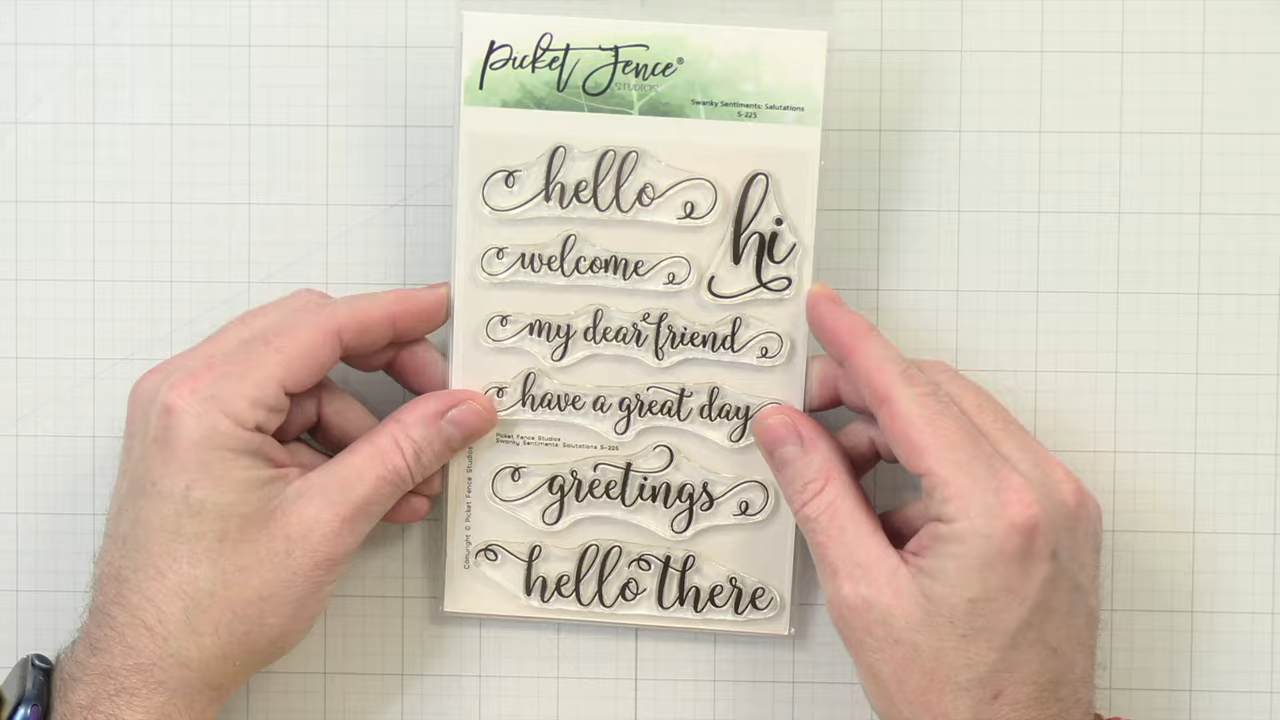 Picket Fence®
STUDIOS
Swanky Sentiments: Salutations
S-225
hello
hi
welcome
my dear friend
have a great day
Picket Fence Studios
Swanky Sentiments: Salutations S-225
greetings
hello there
Copyright © Picket Fence Studios